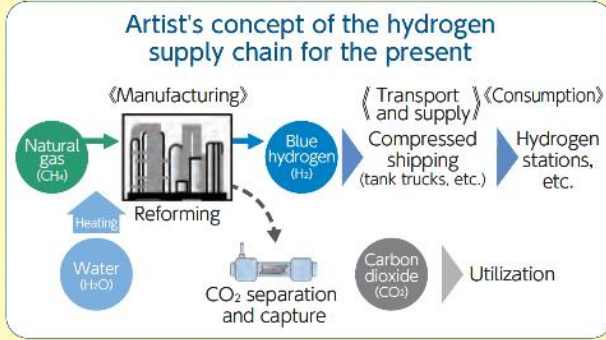 Artist's concept of the hydrogen
supply chain for the present
《Manufacturing》
《Transport
and supply》
《Consumption》
Natural
gas
(CH₄)
Reforming
Blue
hydrogen
(H₂)
Compressed
shipping
(tank trucks, etc.)
Hydrogen
stations,
etc.
Heating
Water
(H₂O)
CO₂ separation
and capture
Carbon
dioxide
(CO₂)
Utilization